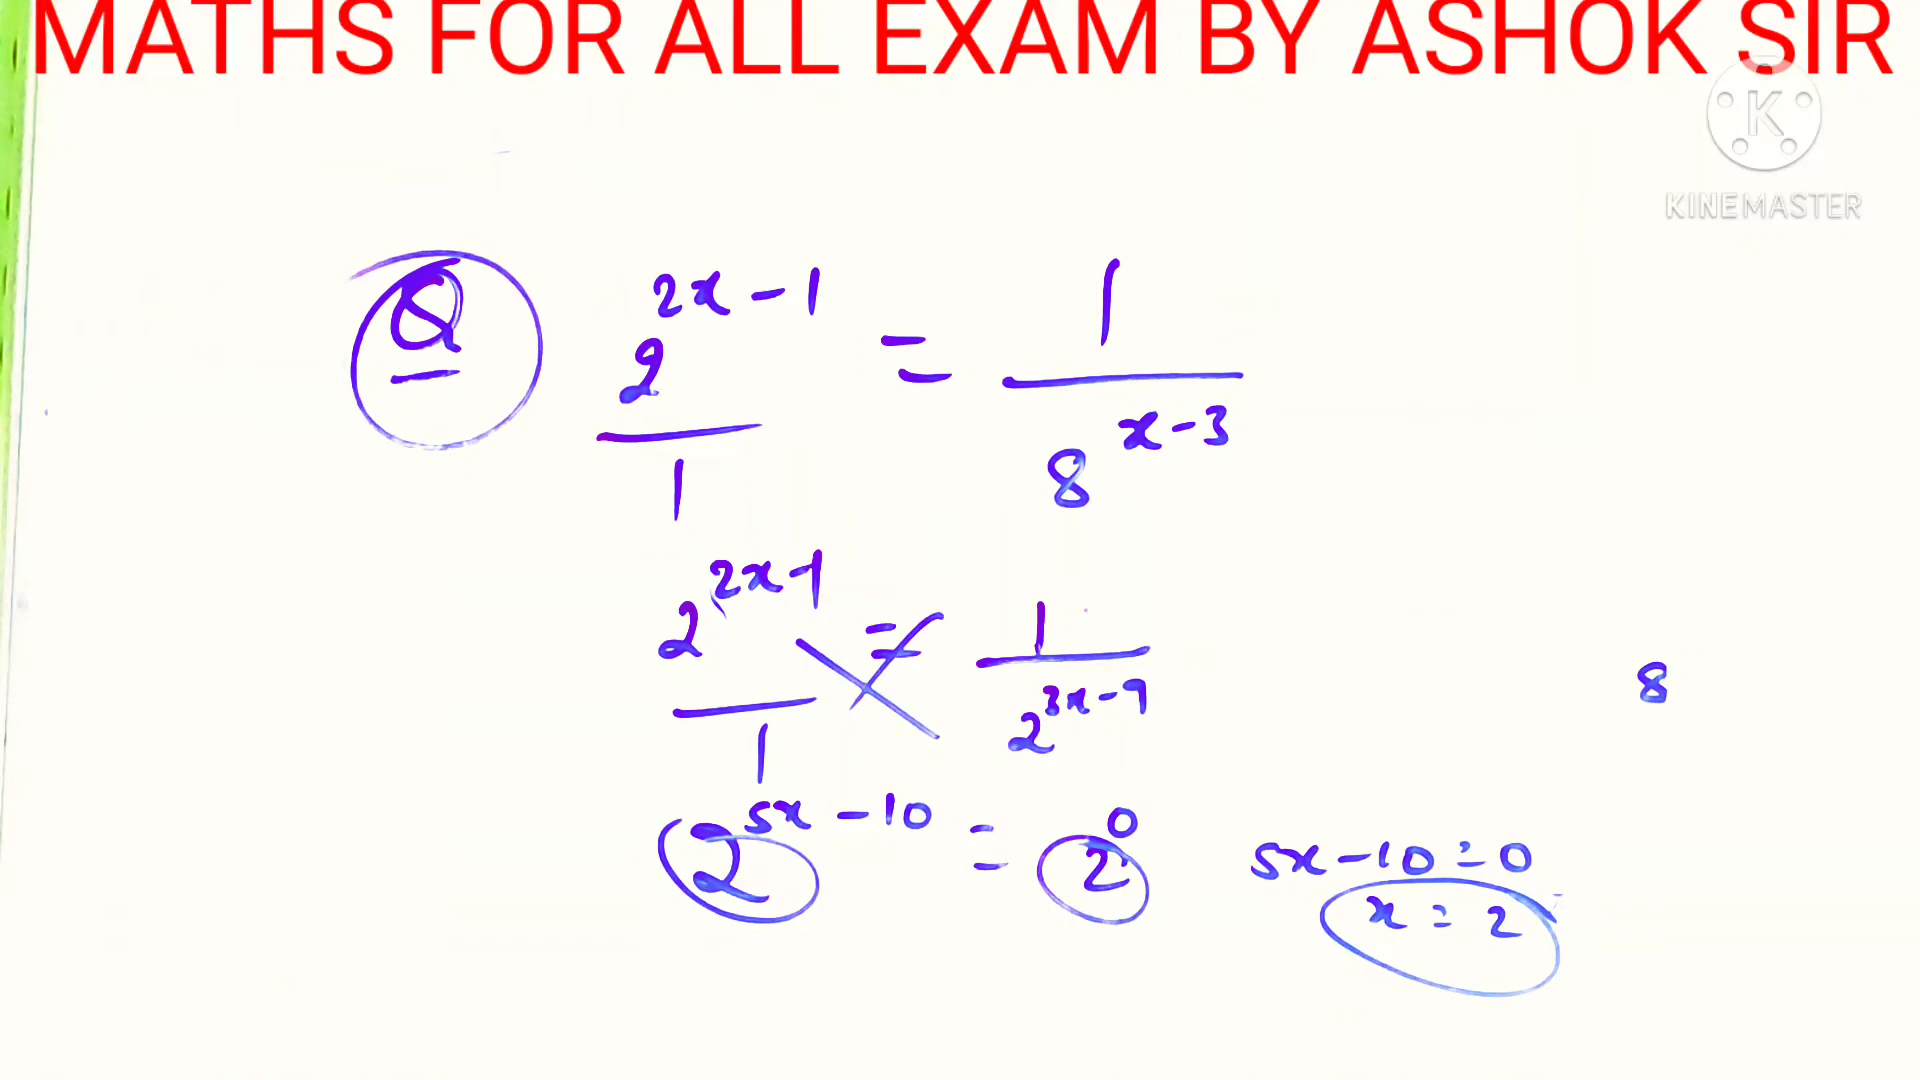 MATHS FOR ALL EXAM BY ASHOK SIR
K
KINEMASTER
Q 2^(2x-1)/1 = 1/8^(x-3)
2^(2x-1)/1 = 1/2^(3x-9)
8
2^(5x-10) = 2^0
5x-10=0
x=2